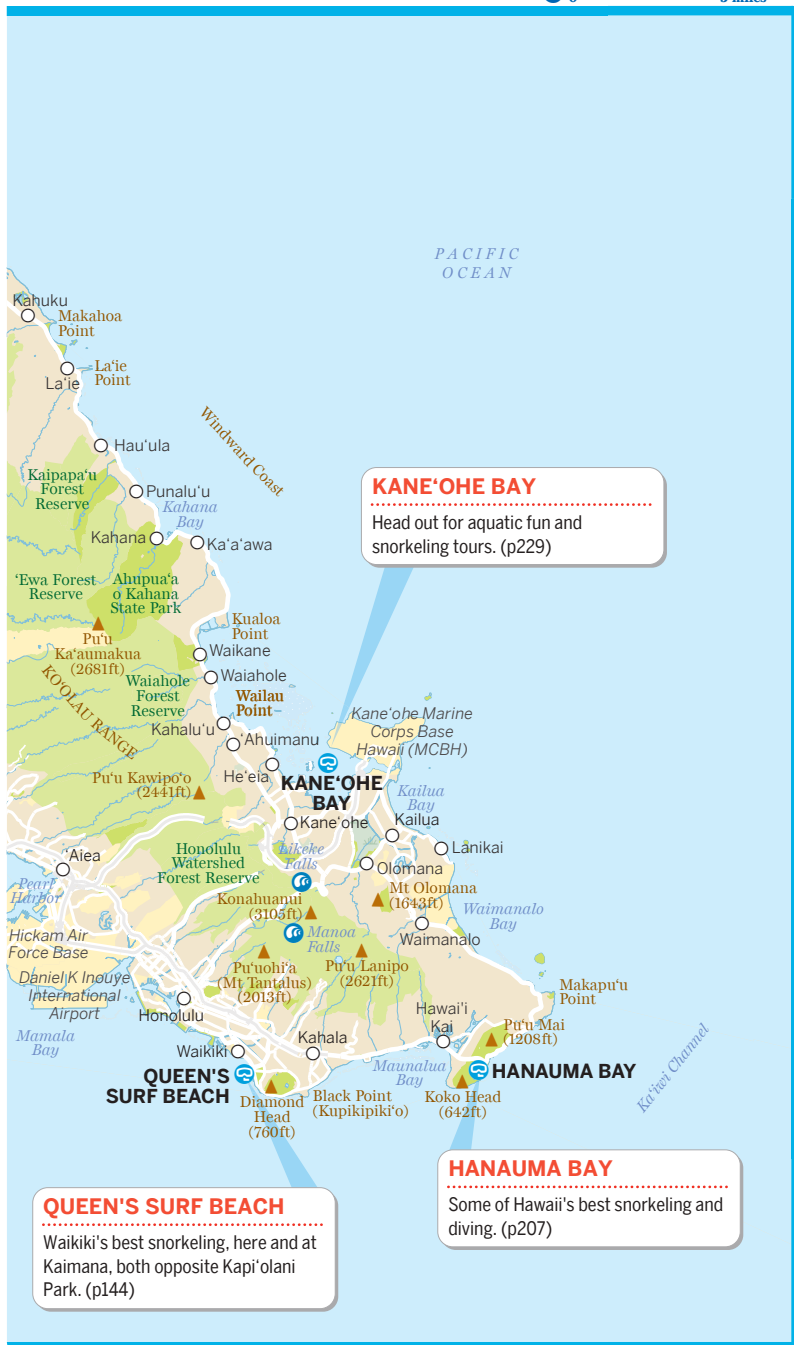 PACIFIC
OCEAN
Kahuku
Makahoa
Point
La‘ie
Point
La‘ie
Windward Coast
Hau‘ula
Kaipapa‘u
Forest
Reserve
Punalu‘u
Kahana
Bay
Kahana
Ka‘a‘awa
KANE‘OHE BAY
Head out for aquatic fun and
snorkeling tours. (p229)
‘Ewa Forest
Reserve
Ahupua‘a
o Kahana
State Park
Kualoa
Point
Pu‘u
Ka‘aumakua
(2681ft)
Waikane
Waiahole
KO‘OLAU RANGE
Waiahole
Forest
Reserve
Wailau
Point
Kahalu‘u
‘Ahuimanu
Kane‘ohe Marine
Corps Base
Hawaii (MCBH)
He‘eia
Pu‘u Kawipo‘o
(2441ft)
KANE‘OHE
BAY
Kailua
Bay
Kane‘ohe
Kailua
Lanikai
‘Aiea
Honolulu
Watershed
Forest Reserve
Likeke
Falls
Olomana
Pearl
Harbor
Konahuanui
(3105ft)
Mt Olomana
(1643ft)
Waimanalo
Bay
Manoa
Falls
Waimanalo
Hickam Air
Force Base
Pu‘uohi‘a
(Mt Tantalus)
(2013ft)
Pu‘u Lanipo
(2621ft)
Daniel K Inouye
International
Airport
Makapu‘u
Point
Honolulu
Hawai‘i
Kai
Pu‘u Mai
(1208ft)
Mamala
Bay
Waikiki
Kahala
Maunalua
Bay
Ka‘iwi Channel
QUEEN'S
SURF BEACH
HANAUMA BAY
Diamond
Head
(760ft)
Black Point
(Kupikipiki‘o)
Koko Head
(642ft)
HANAUMA BAY
Some of Hawaii's best snorkeling and
diving. (p207)
QUEEN'S SURF BEACH
Waikiki's best snorkeling, here and at
Kaimana, both opposite Kapi‘olani
Park. (p144)